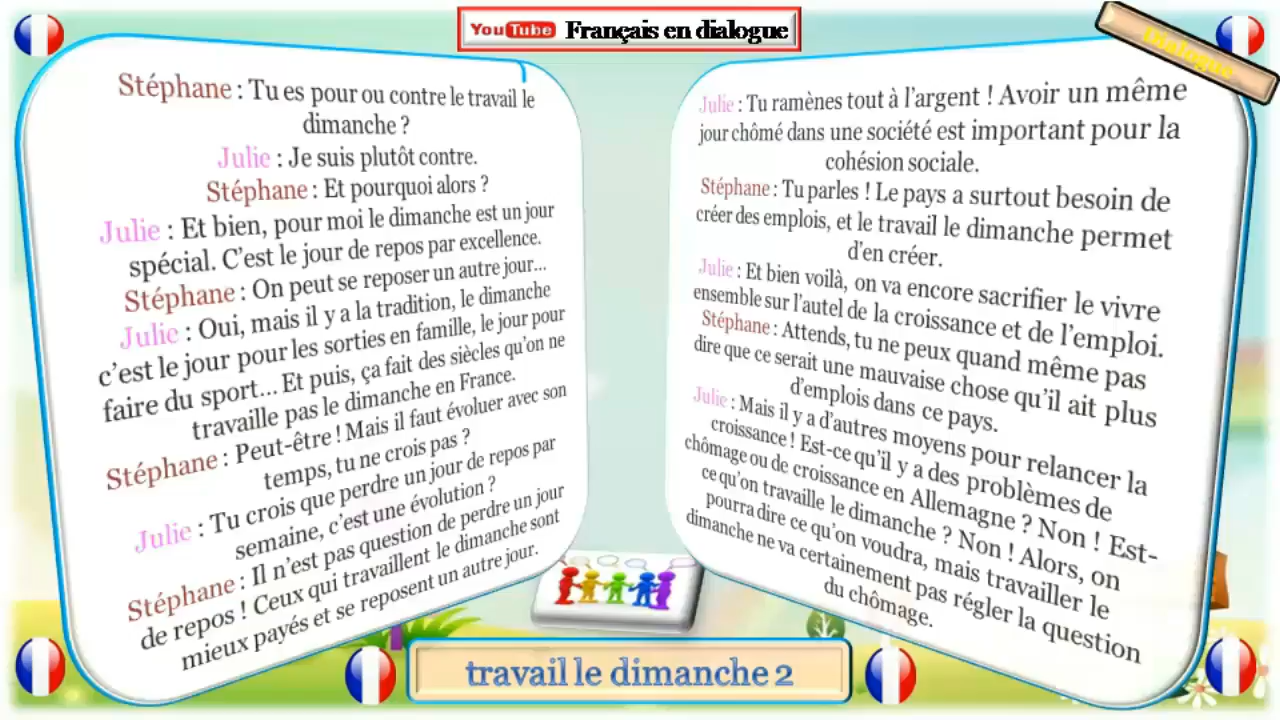 YouTube Français en dialogue
Dialogue
Stéphane : Tu es pour ou contre le travail le
dimanche ?
Julie : Je suis plutôt contre.
Stéphane : Et pourquoi alors ?
Julie : Et bien, pour moi le dimanche est un jour
spécial. C’est le jour de repos par excellence.
Stéphane : On peut se reposer un autre jour...
Julie : Oui, mais il y a la tradition, le dimanche
c’est le jour pour les sorties en famille, le jour pour
faire du sport... Et puis, ça fait des siècles qu’on ne
travaille pas le dimanche en France.
Stéphane : Peut-être ! Mais il faut évoluer avec son
temps, tu ne crois pas ?
Julie : Tu crois que perdre un jour de repos par
semaine, c’est une évolution ?
Stéphane : Il n’est pas question de perdre un jour
de repos ! Ceux qui travaillent le dimanche sont
mieux payés et se reposent un autre jour.
Julie : Tu ramènes tout à l’argent ! Avoir un même
jour chômé dans une société est important pour la
cohésion sociale.
Stéphane : Tu parles ! Le pays a surtout besoin de
créer des emplois, et le travail le dimanche permet
d’en créer.
Julie : Et bien voilà, on va encore sacrifier le vivre
ensemble sur l’autel de la croissance et de l’emploi.
Stéphane : Attends, tu ne peux quand même pas
dire que ce serait une mauvaise chose qu’il ait plus
d’emplois dans ce pays.
Julie : Mais il y a d’autres moyens pour relancer la
croissance ! Est-ce qu’il y a des problèmes de
chômage ou de croissance en Allemagne ? Non ! Est-
ce qu’on travaille le dimanche ? Non ! Alors, on
pourra dire ce qu’on voudra, mais travailler le
dimanche ne va certainement pas régler la question
du chômage.
travail le dimanche 2